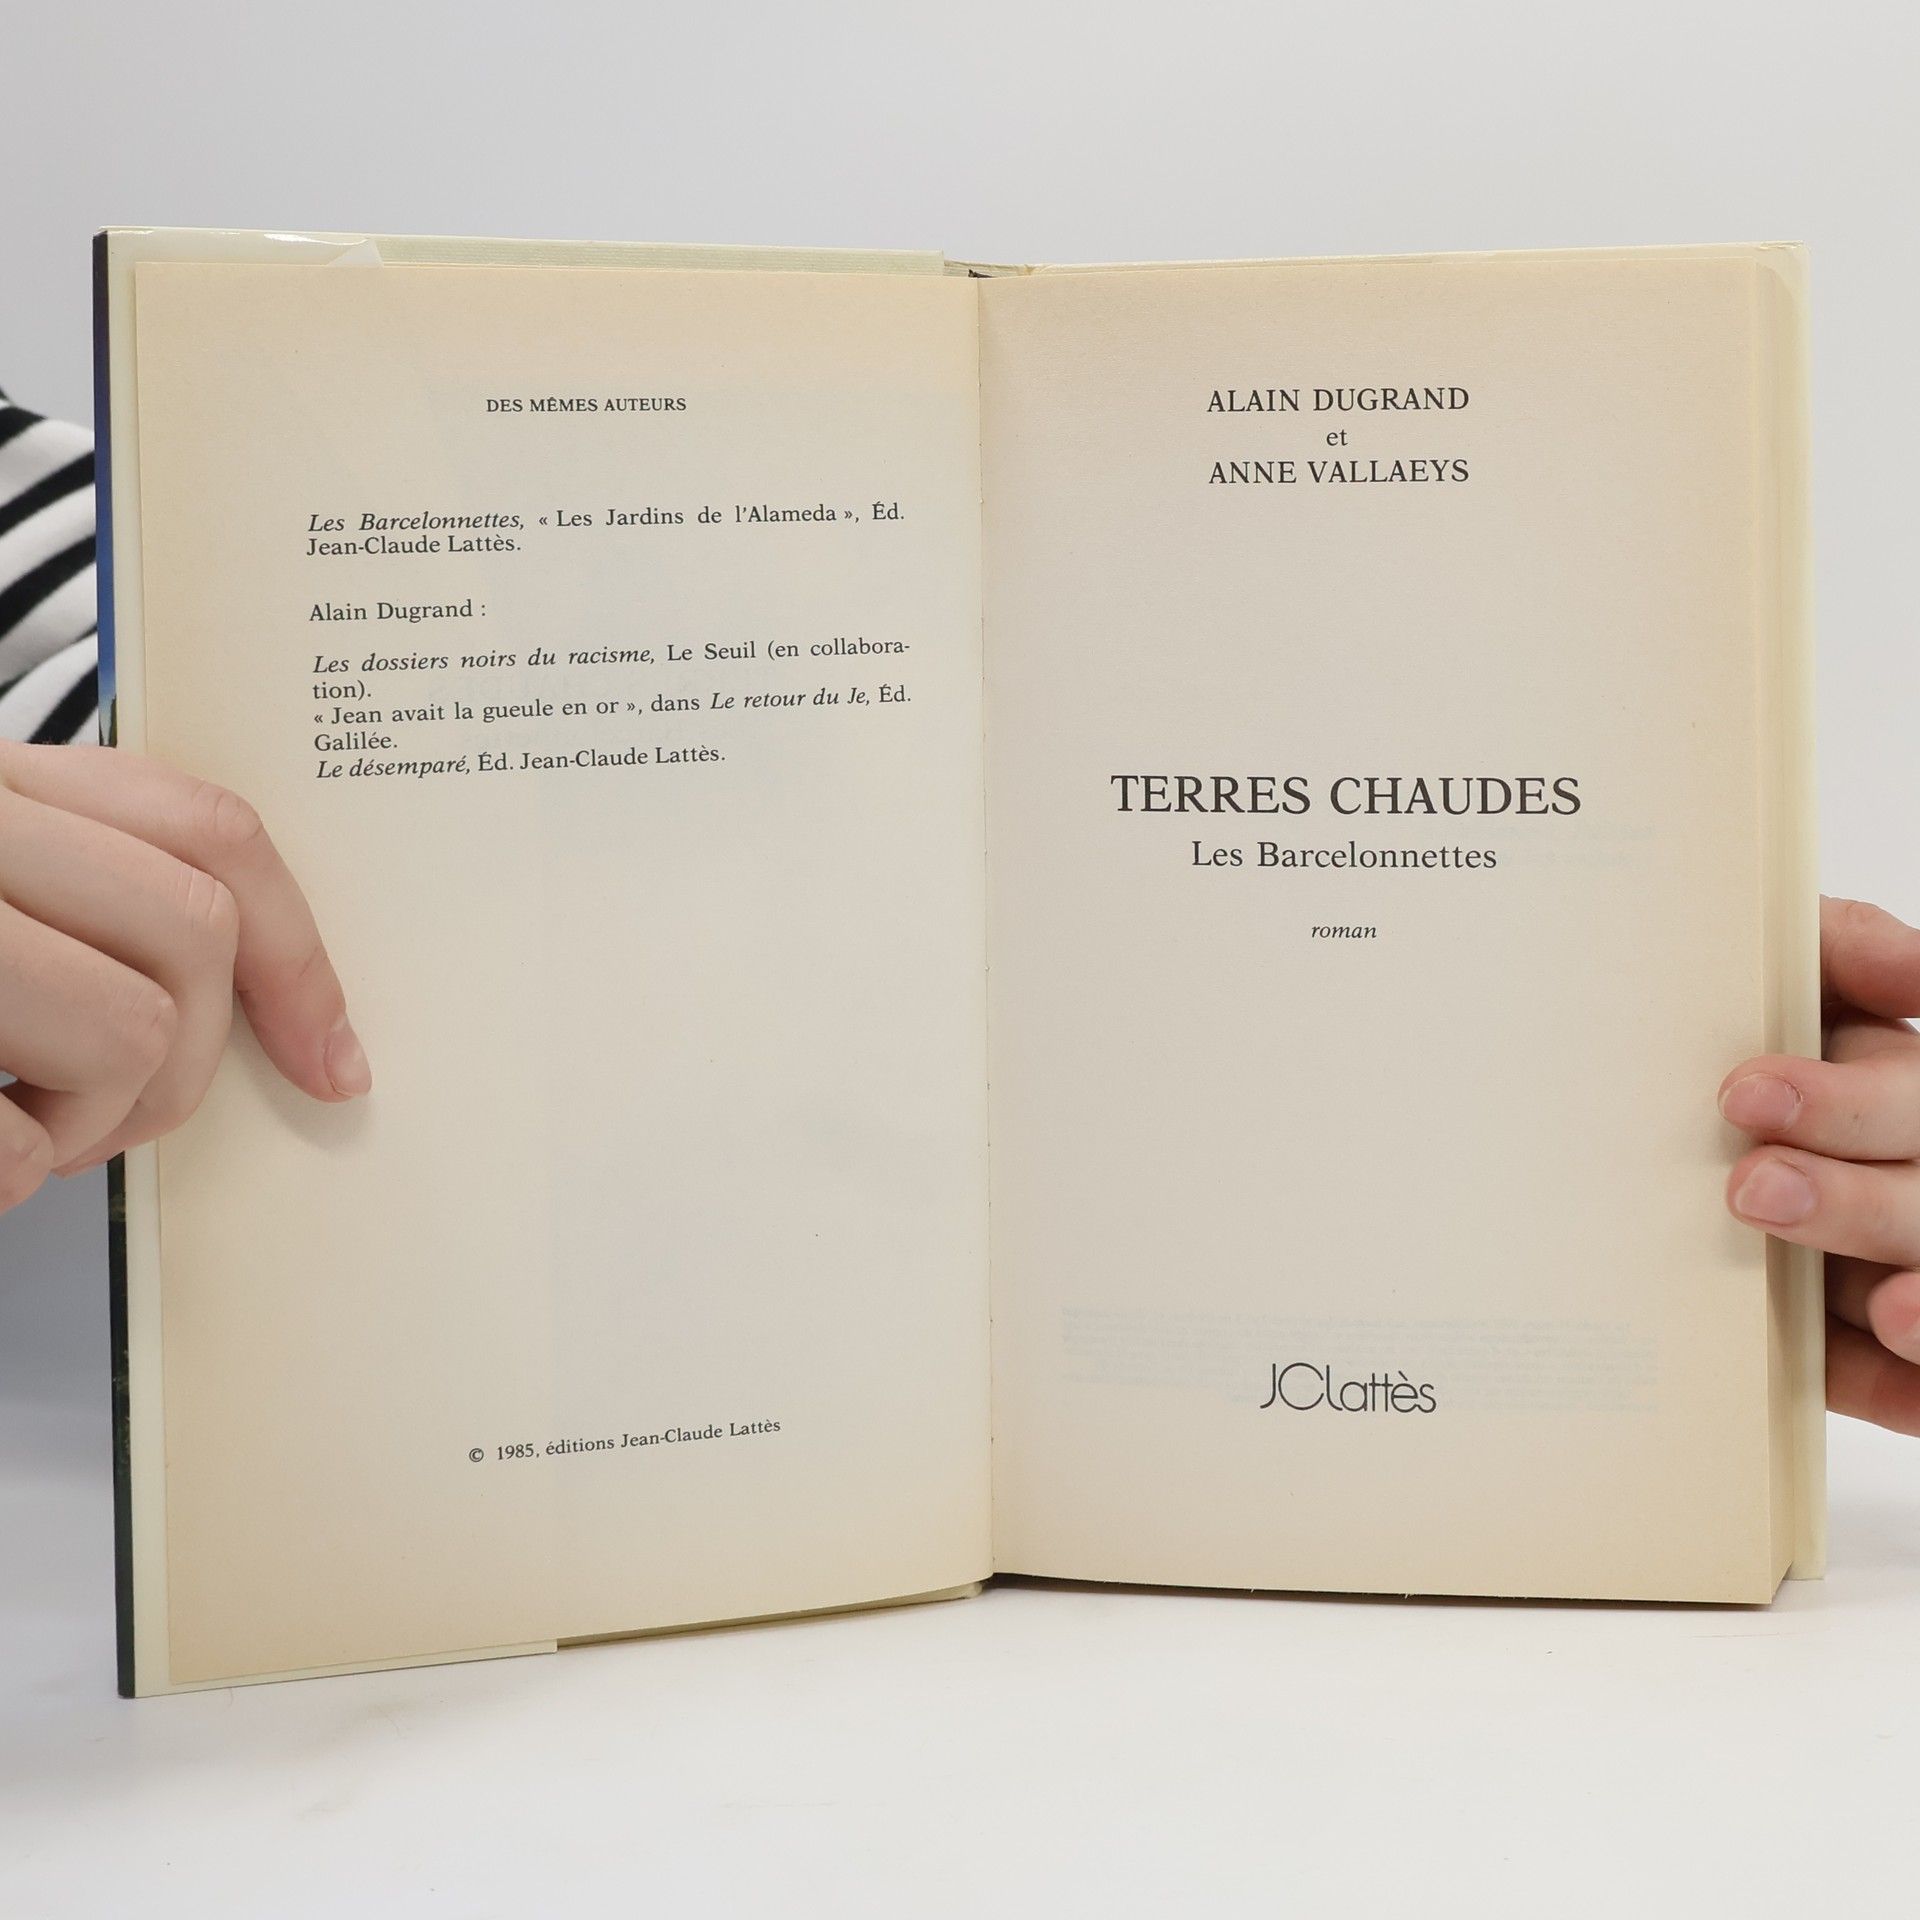 DES MÊMES AUTEURS
Les Barcelonnettes, « Les Jardins de l'Alameda », Éd.
Jean-Claude Lattès.
Alain Dugrand :
Les dossiers noirs du racisme, Le Seuil (en collabora-
tion).
« Jean avait la gueule en or », dans Le retour du Je, Éd.
Galilée.
Le désemparé, Éd. Jean-Claude Lattès.
© 1985, éditions Jean-Claude Lattès
ALAIN DUGRAND
et
ANNE VALLAEYS
TERRES CHAUDES
Les Barcelonnettes
roman
JClattès